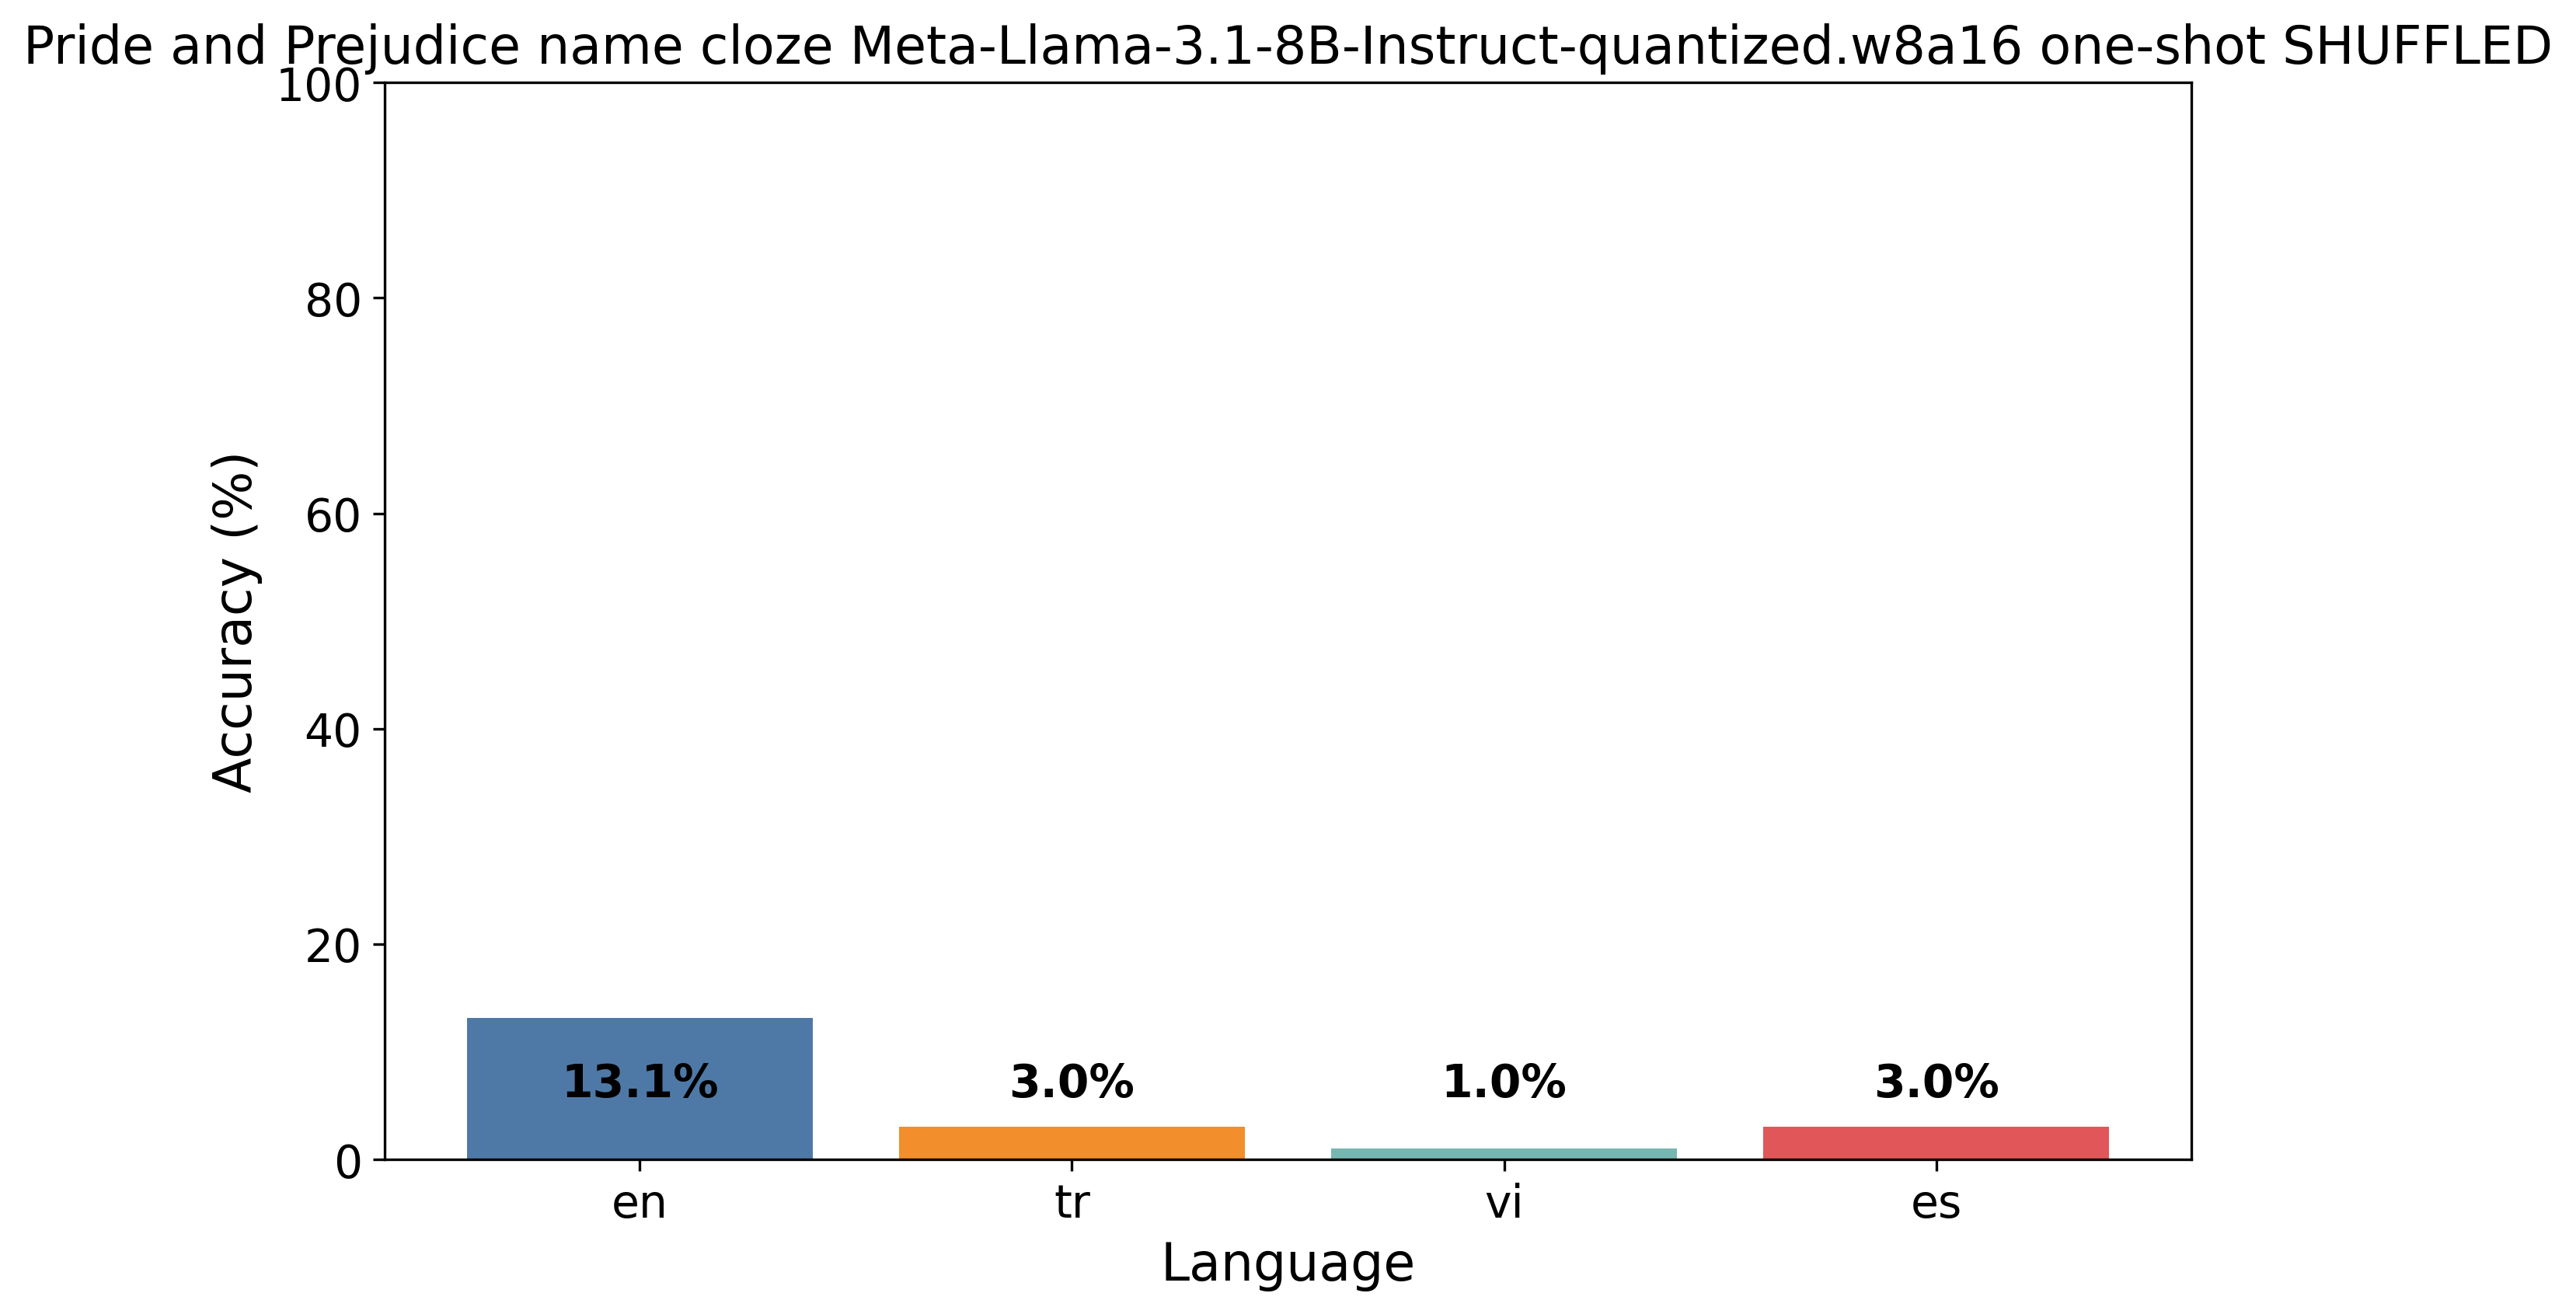 Pride and Prejudice name cloze Meta-Llama-3.1-8B-Instruct-quantized.w8a16 one-shot SHUFFLED
Accuracy (%)
100
80
60
40
20
0
13.1%
3.0%
1.0%
3.0%
en
tr
vi
es
Language